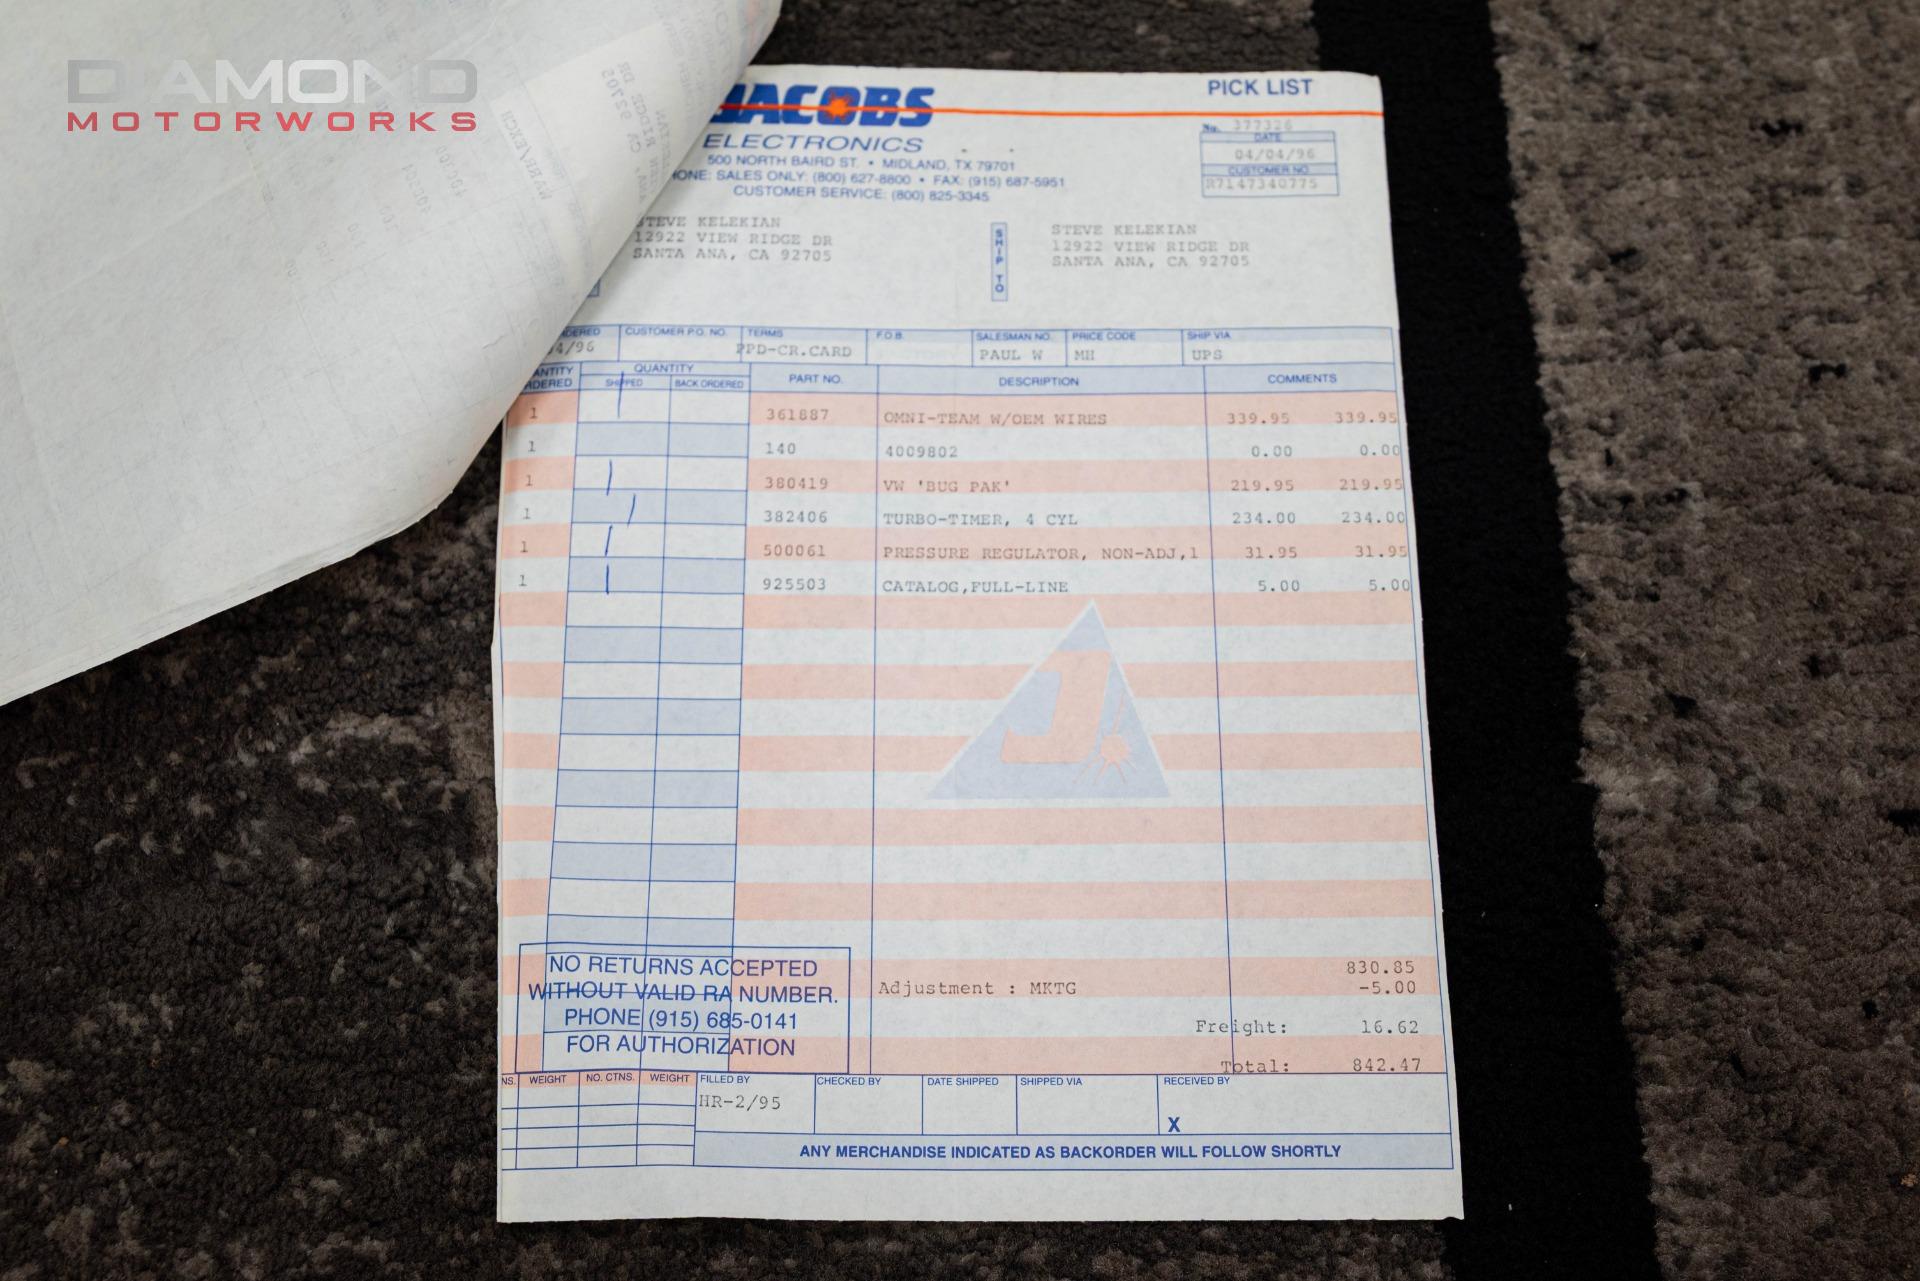 DIAMOND
MOTORWORKS
JACOBS
ELECTRONICS
500 NORTH BAIRD ST. • MIDLAND, TX 79701
HONE: SALES ONLY: (800) 627-8800 • FAX: (915) 687-5951
CUSTOMER SERVICE: (800) 825-3345
PICK LIST
No. 377326
DATE
04/04/96
CUSTOMER NO.
R7147340775
STEVE KELEKIAN
12922 VIEW RIDGE DR
SANTA ANA, CA 92705
SHIP TO
STEVE KELEKIAN
12922 VIEW RIDGE DR
SANTA ANA, CA 92705
DERED CUSTOMER P.O. NO. TERMS F.O.B. SALESMAN NO. PRICE CODE SHIP VIA
4/96 PPD-CR.CARD PAUL W MH UPS
ANTITY RDERED QUANTITY SHIPPED BACK ORDERED PART NO. DESCRIPTION COMMENTS
1 361887 OMNI-TEAM W/OEM WIRES 339.95 339.95
1 140 4009802 0.00 0.00
1 380419 VW 'BUG PAK' 219.95 219.95
1 382406 TURBO-TIMER, 4 CYL 234.00 234.00
1 500061 PRESSURE REGULATOR, NON-ADJ,1 31.95 31.95
1 925503 CATALOG,FULL-LINE 5.00 5.00
J
830.85
Adjustment : MKTG -5.00
Freight: 16.62
Total: 842.47
NO RETURNS ACCEPTED
WITHOUT VALID RA NUMBER.
PHONE (915) 685-0141
FOR AUTHORIZATION
NS. WEIGHT NO. CTNS. WEIGHT FILLED BY CHECKED BY DATE SHIPPED SHIPPED VIA RECEIVED BY
HR-2/95
X
ANY MERCHANDISE INDICATED AS BACKORDER WILL FOLLOW SHORTLY